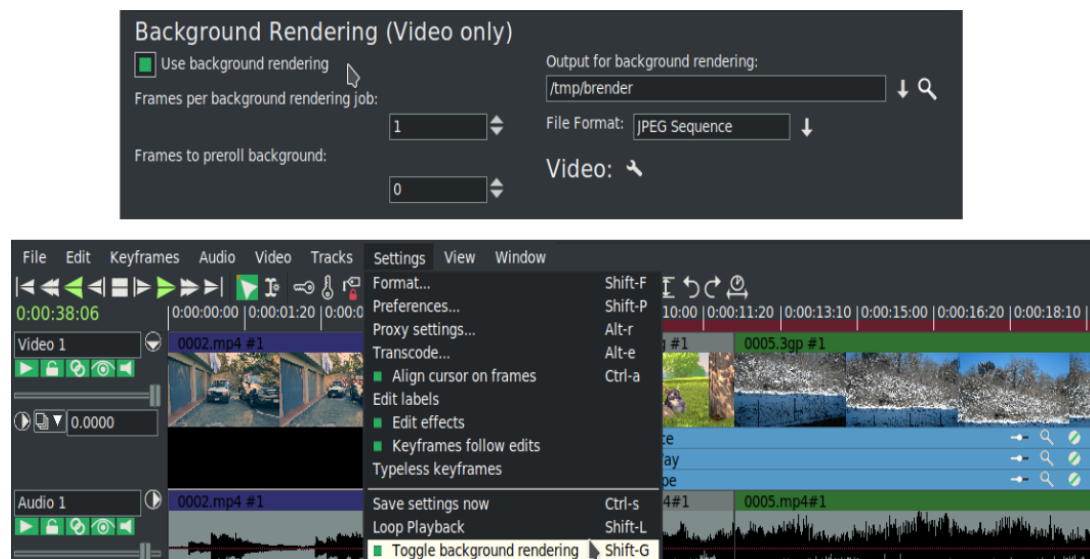 Background Rendering (Video only)
Use background rendering
Output for background rendering:
/tmp/brender
Frames per background rendering job:
1
File Format: JPEG Sequence
Frames to preroll background:
0
Video:
File Edit Keyframes Audio Video Tracks Settings View Window
Format... Shift-F
Preferences... Shift-P
0:00:38:06 0:00:00:00 0:00:01:20 0:00:0 10:00 0:00:11:20 0:00:13:10 0:00:15:00 0:00:16:20 0:00:18:10
Proxy settings... Alt-r
Video 1 0002.mp4 #1 #1 0005.3gp #1
Transcode... Alt-e
Align cursor on frames Ctrl-a
Edit labels
0.0000 Edit effects
Keyframes follow edits
Typeless keyframes
Audio 1 0002.mp4 #1 Save settings now Ctrl-s 4#1 0005.mp4#1
Loop Playback Shift-L
Toggle background rendering Shift-G